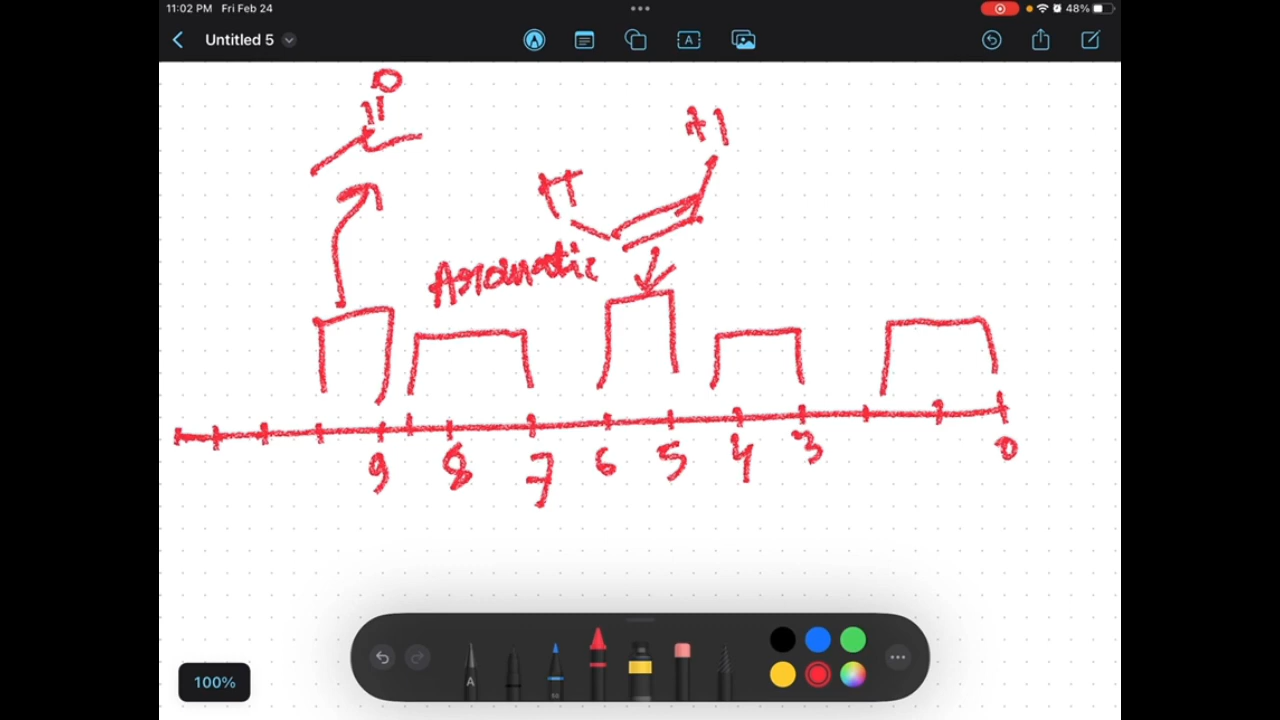 11:02 PM Fri Feb 24
48%
Untitled 5
O
H
H
Aromatic
9 8 7 6 5 4 3 0
A
100%